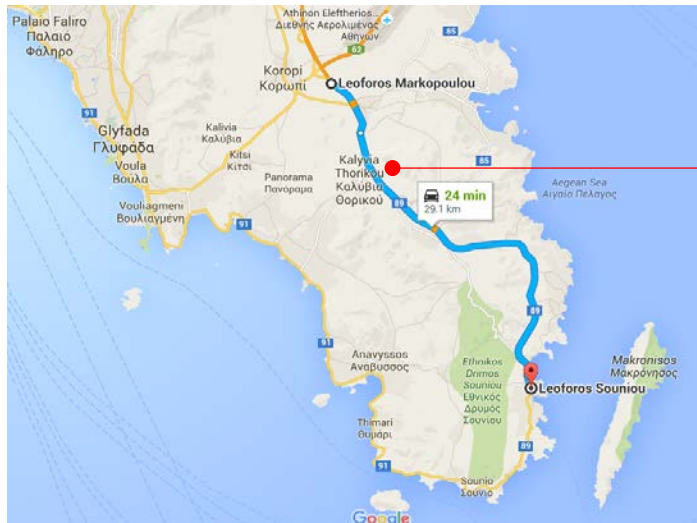 Palaio Faliro
Παλαιό
Φάληρο
Athinon Eleftherios...
Διεθνής Αερολιμένας
Αθηνών
85
62
Koropi
Κορωπί
Leoforos Markopoulou
Glyfada
Γλυφάδα
Voula
Βούλα
Kalivia
Καλύβια
Kitsi
Κίτσι
91
Panorama
Πανόραμα
Kalyvia
Thorikou
Καλύβια
Θορικού
85
Vouliagmeni
Βουλιαγμένη
24 min
29.1 km
89
Aegean Sea
Αιγαίο Πέλαγος
89
91
Anavyssos
Ανάβυσσος
Ethnikos
Drimos
Souniou
Εθνικός
Δρυμός
Σουνίου
Makronisos
Μακρόνησος
Leoforos Souniou
Thimari
Θυμάρι
89
91
Sounio
Σούνιο
Google